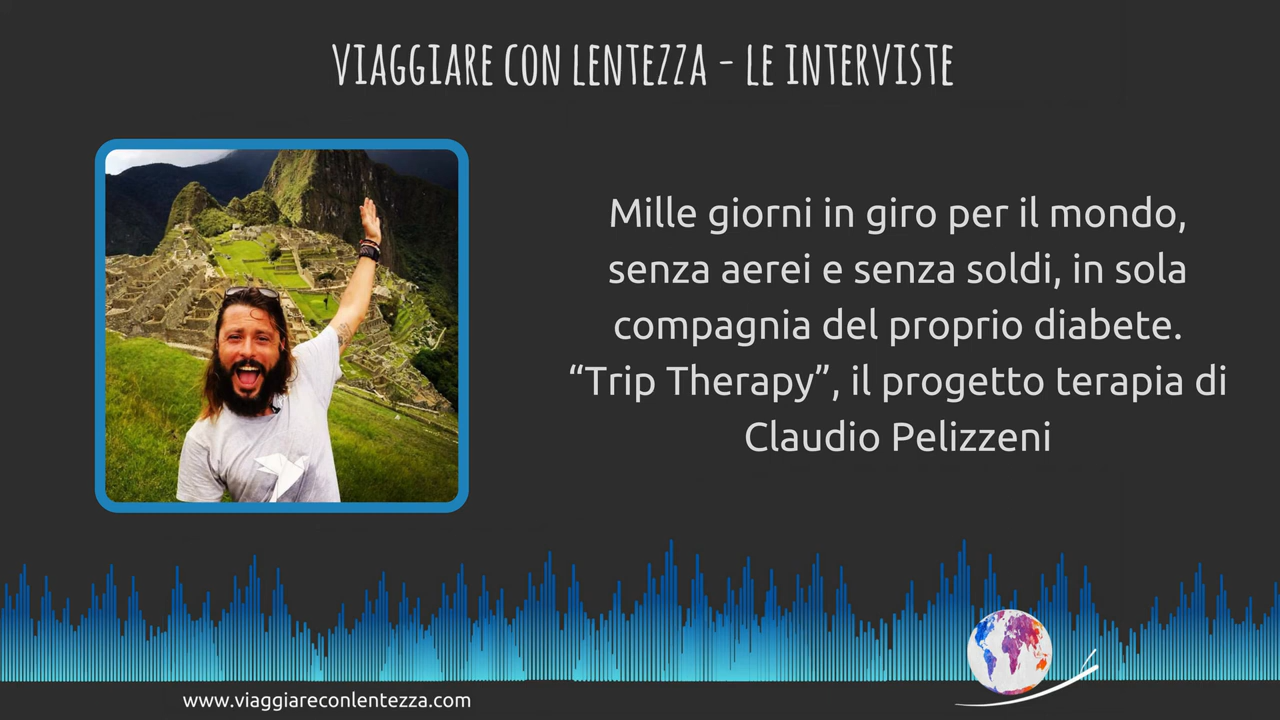 VIAGGIARE CON LENTEZZA - LE INTERVISTE
Mille giorni in giro per il mondo,
senza aerei e senza soldi, in sola
compagnia del proprio diabete.
“Trip Therapy”, il progetto terapia di
Claudio Pelizzeni
www.viaggiareconlentezza.com